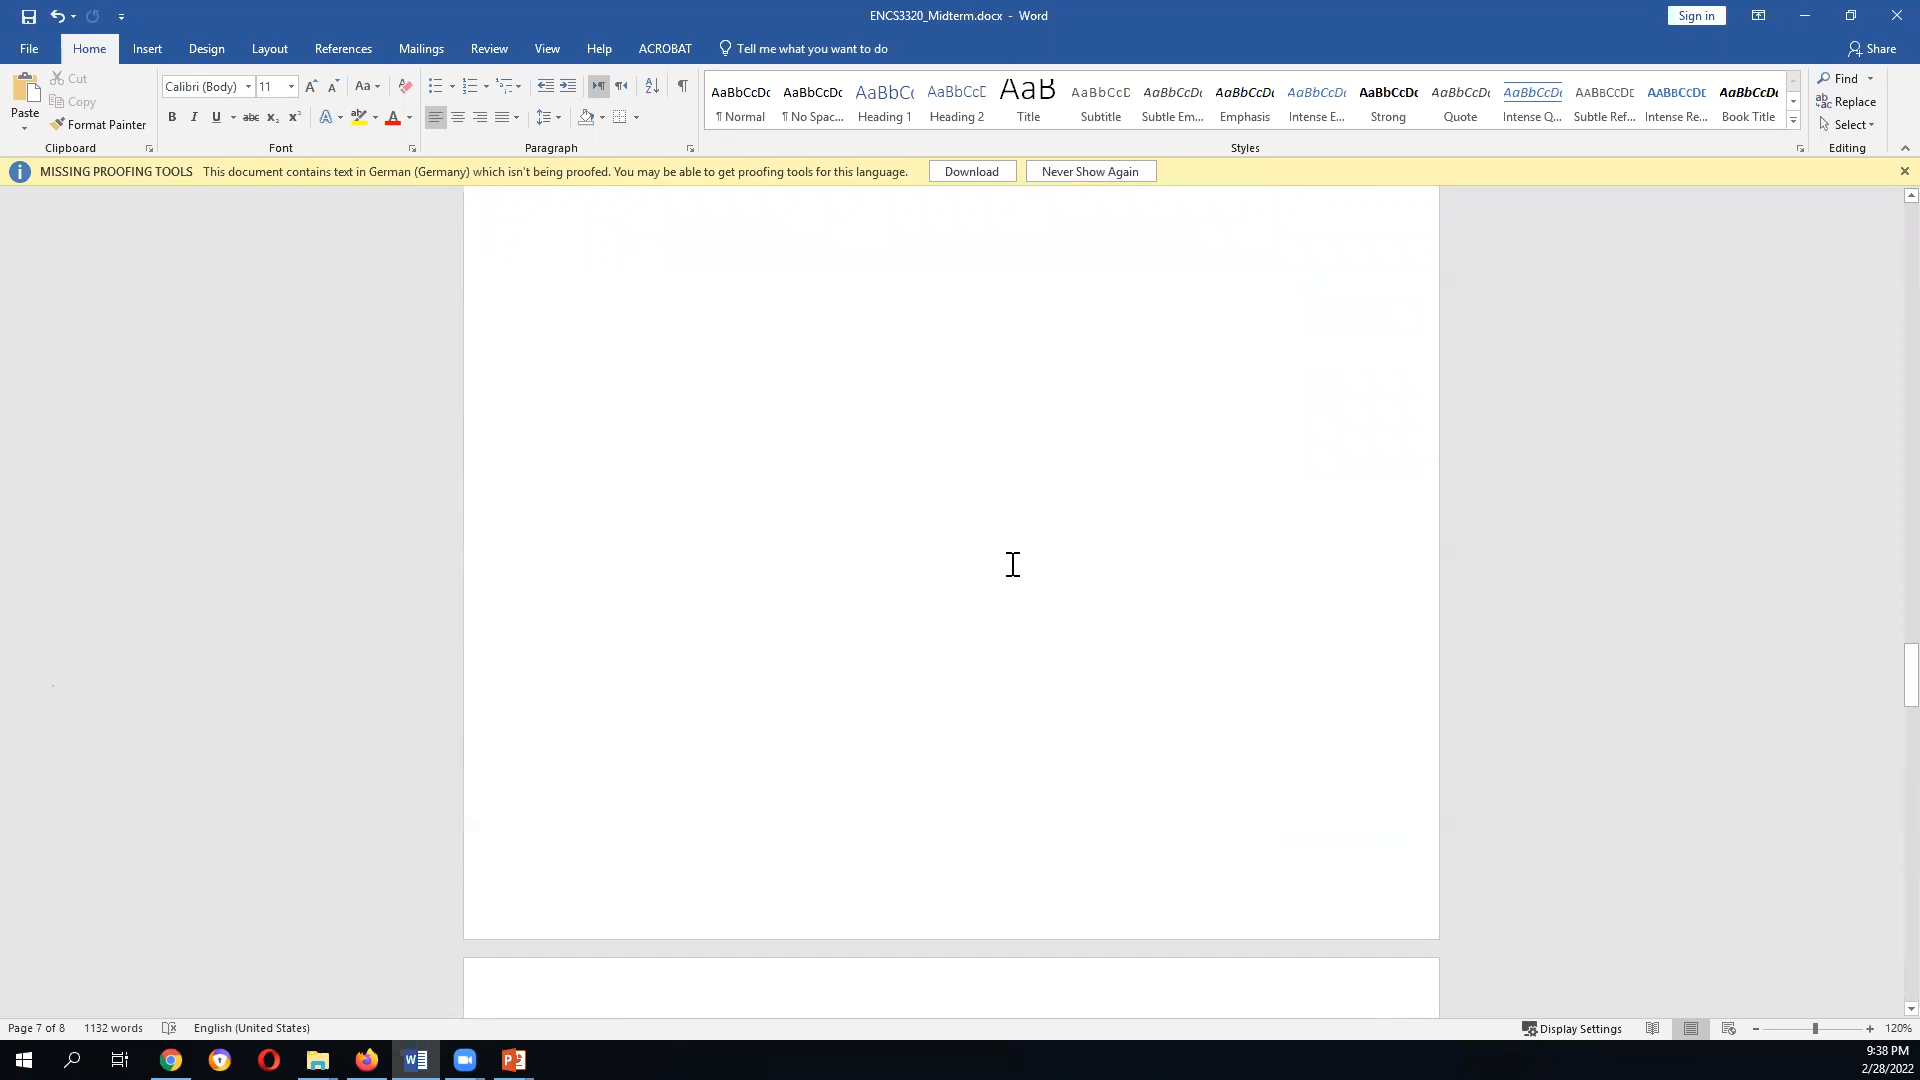 ENCS3320_Midterm.docx - Word
Sign in
File Home Insert Design Layout References Mailings Review View Help ACROBAT Tell me what you want to do Share
Paste
Cut
Copy
Format Painter
Clipboard
Calibri (Body) 11
Font
Paragraph
AaBbCcDc AaBbCcDc AaBbCc AaBbCcD AaB AaBbCcD AaBbCcDc AaBbCcDc AaBbCcDc AaBbCcDc AaBbCcDc AaBbCcDc AABBCCDE AABBCCDE AaBbCcDc
¶ Normal ¶ No Spac... Heading 1 Heading 2 Title Subtitle Subtle Em... Emphasis Intense E... Strong Quote Intense Q... Subtle Ref... Intense Re... Book Title
Styles
Find
Replace
Select
Editing
MISSING PROOFING TOOLS This document contains text in German (Germany) which isn't being proofed. You may be able to get proofing tools for this language. Download Never Show Again
Page 7 of 8 1132 words English (United States) Display Settings 120%
9:38 PM
2/28/2022